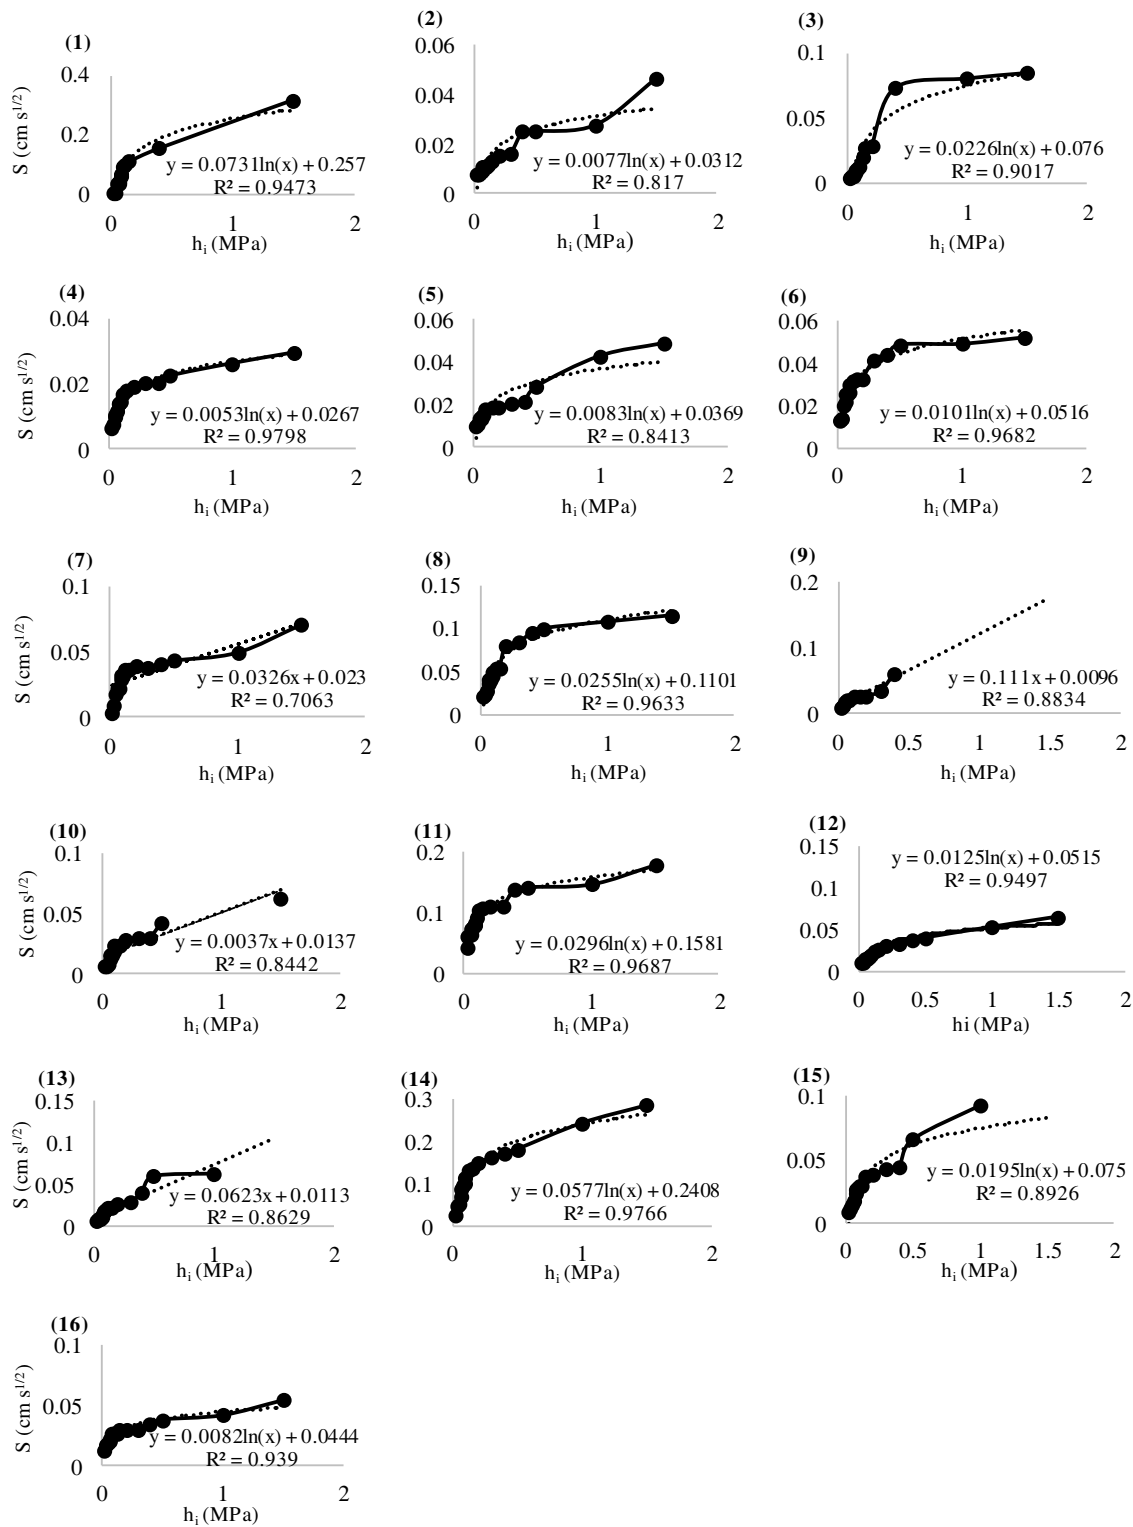 (1)
S (cm s1/2)
0.4
0.2
0
y = 0.0731ln(x) + 0.257
R² = 0.9473
0 1 2
hi (MPa)
(2)
0.06
0.04
0.02
0
y = 0.0077ln(x) + 0.0312
R² = 0.817
0 1 2
hi (MPa)
(3)
0.1
0.05
0
y = 0.0226ln(x) + 0.076
R² = 0.9017
0 1 2
hi (MPa)
(4)
S (cm s1/2)
0.04
0.02
0
y = 0.0053ln(x) + 0.0267
R² = 0.9798
0 1 2
hi (MPa)
(5)
0.06
0.04
0.02
0
y = 0.0083ln(x) + 0.0369
R² = 0.8413
0 1 2
hi (MPa)
(6)
0.06
0.04
0.02
0
y = 0.0101ln(x) + 0.0516
R² = 0.9682
0 1 2
hi (MPa)
(7)
S (cm s1/2)
0.1
0.05
0
y = 0.0326x + 0.023
R² = 0.7063
0 1 2
hi (MPa)
(8)
0.15
0.1
0.05
0
y = 0.0255ln(x) + 0.1101
R² = 0.9633
0 1 2
hi (MPa)
(9)
0.2
0.1
0
y = 0.111x + 0.0096
R² = 0.8834
0 0.5 1 1.5 2
hi (MPa)
(10)
S (cm s1/2)
0.1
0.05
0
y = 0.0037x + 0.0137
R² = 0.8442
0 1 2
hi (MPa)
(11)
0.2
0.1
0
y = 0.0296ln(x) + 0.1581
R² = 0.9687
0 1 2
hi (MPa)
(12)
0.15
0.1
0.05
0
y = 0.0125ln(x) + 0.0515
R² = 0.9497
0 0.5 1 1.5 2
hi (MPa)
(13)
S (cm s1/2)
0.15
0.1
0.05
0
y = 0.0623x + 0.0113
R² = 0.8629
0 1 2
hi (MPa)
(14)
0.3
0.2
0.1
0
y = 0.0577ln(x) + 0.2408
R² = 0.9766
0 1 2
hi (MPa)
(15)
0.1
0.05
0
y = 0.0195ln(x) + 0.075
R² = 0.8926
0 0.5 1 1.5 2
hi (MPa)
(16)
S (cm s1/2)
0.1
0.05
0
y = 0.0082ln(x) + 0.0444
R² = 0.939
0 1 2
hi (MPa)